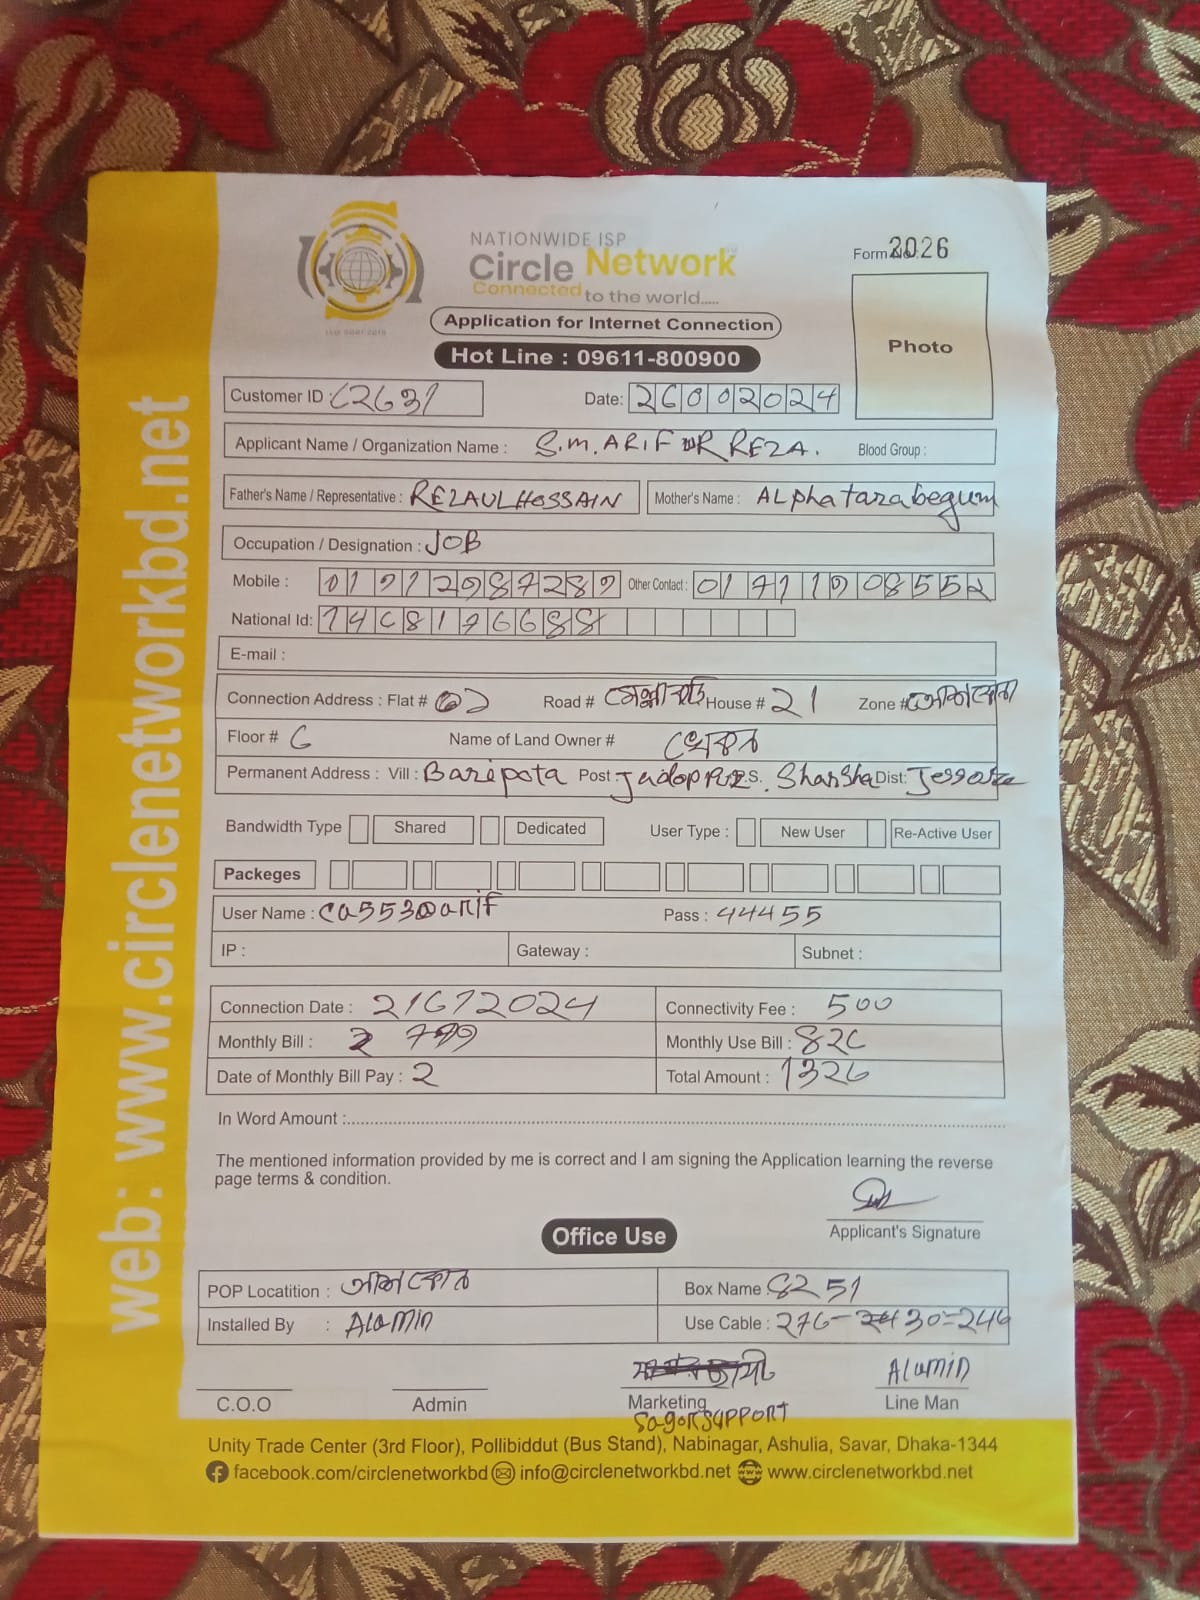 NATIONWIDE ISP
Circle Network
Connected to the world.....
Form No : 2026
Application for Internet Connection
Hot Line : 09611-800900
Photo
Customer ID : C2631
Date: 26002024
Applicant Name / Organization Name : S.M. ARIF UR REZA. Blood Group :
Father's Name / Representative : REZAUL HOSSAIN Mother's Name : ALphatarabegum
Occupation / Designation : JOB
Mobile : Other Contact : 01711908552
National Id:
E-mail :
Connection Address : Flat # Road # House # 21 Zone #
Floor # 6 Name of Land Owner #
Permanent Address : Vill : Baripota Post P.S. Sharsha Dist: Jessore
Bandwidth Type Shared Dedicated User Type : New User Re-Active User
Packeges
User Name : Pass : 44455
IP : Gateway : Subnet :
Connection Date : Connectivity Fee : 500
Monthly Bill : Monthly Use Bill : 826
Date of Monthly Bill Pay : 2 Total Amount : 1326
In Word Amount :
The mentioned information provided by me is correct and I am signing the Application learning the reverse
page terms & condition.
Applicant's Signature
Office Use
POP Locatition : Box Name 8251
Installed By : ALamin Use Cable :
ALamin
C.O.O Admin Marketing Line Man
Sagor SUPPORT
Unity Trade Center (3rd Floor), Pollibiddut (Bus Stand), Nabinagar, Ashulia, Savar, Dhaka-1344
facebook.com/circlenetworkbd info@circlenetworkbd.net www.circlenetworkbd.net
web: www.circlenetworkbd.net